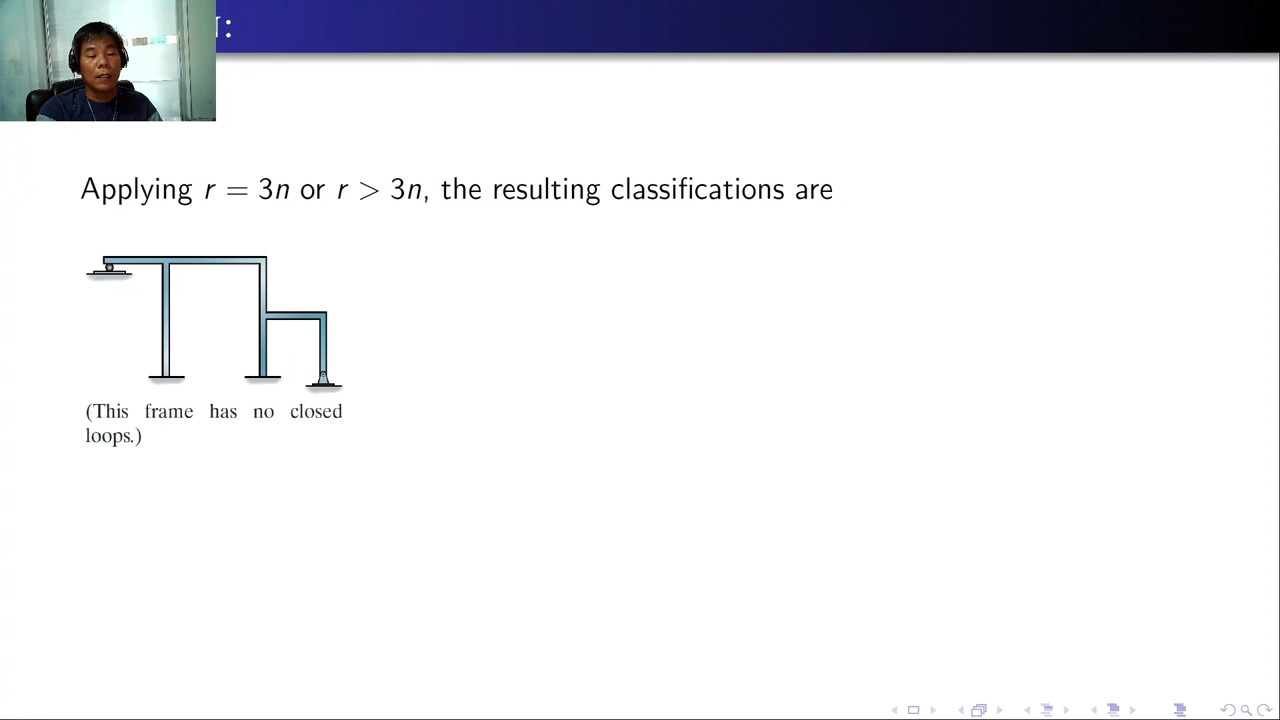 :
Applying r = 3n or r > 3n, the resulting classifications are
(This frame has no closed
loops.)